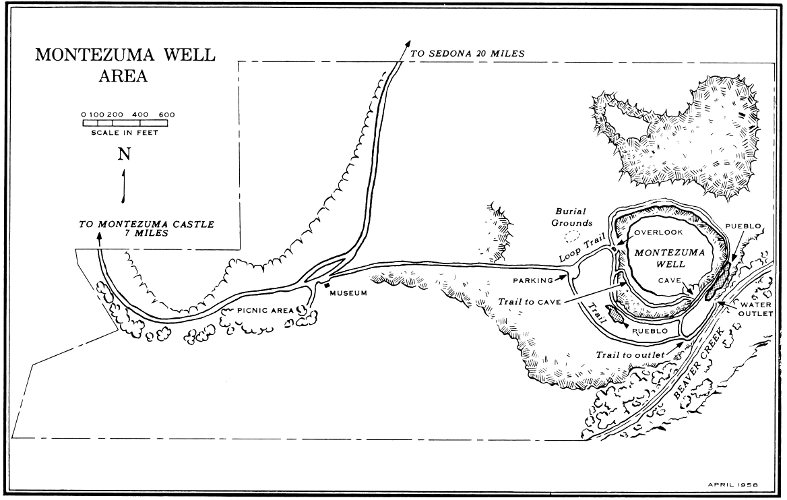 MONTEZUMA WELL
AREA
0 100 200 400 600
SCALE IN FEET
N
TO SEDONA 20 MILES
TO MONTEZUMA CASTLE
7 MILES
PICNIC AREA
MUSEUM
Burial
Grounds
Loop Trail
OVERLOOK
PUEBLO
MONTEZUMA
WELL
PARKING
CAVE
Trail to CAVE
WATER
OUTLET
Trail
PUEBLO
Trail to outlet
BEAVER CREEK
APRIL 1958